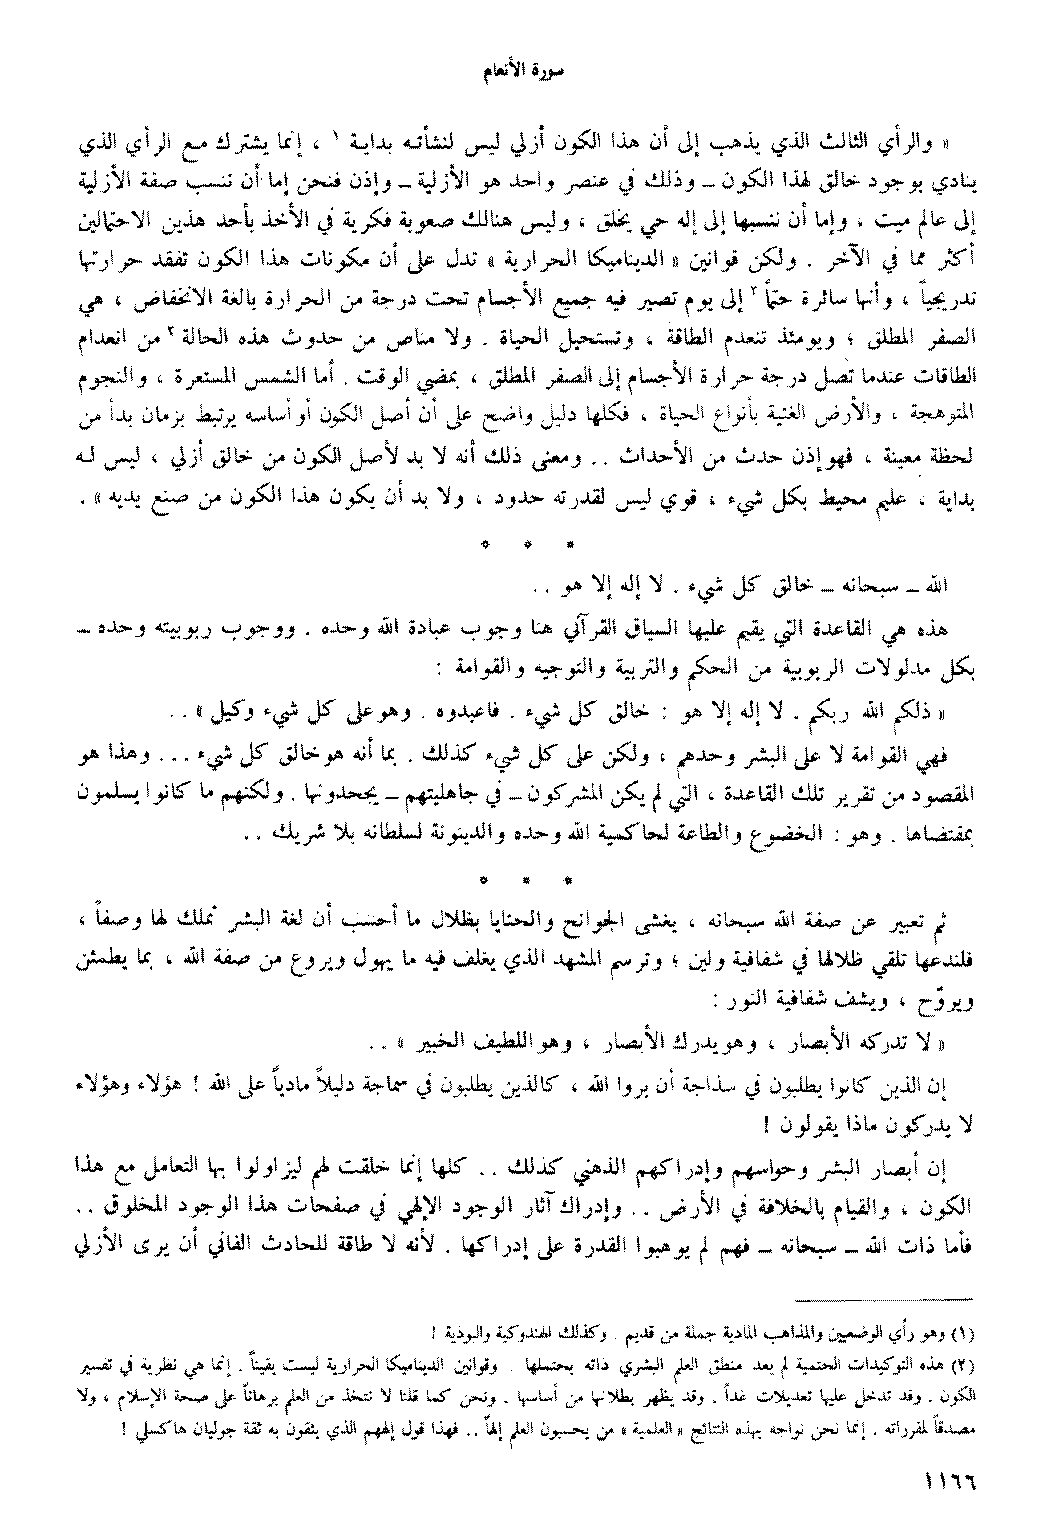 سورة الأنعام
« والرأي الثالث الذي يذهب إلى أن هذا الكون أزلي ليس لنشأته بداية ١ ، إنما يشترك مع الرأي الذي
ينادي بوجود خالق لهذا الكون – وذلك في عنصر واحد هو الأزلية – وإذن فنحن إما أن ننسب صفة الأزلية
إلى عالم ميت ، وإما أن ننسبها إلى إله حي يخلق ، وليس هنالك صعوبة فكرية في الأخذ بأحد هذين الاحتمالين
أكثر مما في الآخر . ولكن قوانين « الديناميكا الحرارية » تدل على أن مكونات هذا الكون تفقد حرارتها
تدريجياً ، وأنها سائرة حتماً ٢ إلى يوم تصير فيه جميع الأجسام تحت درجة من الحرارة بالغة الانخفاض ، هي
الصفر المطلق ؛ ويومئذ تنعدم الطاقة ، وتستحيل الحياة . ولا مناص من حدوث هذه الحالة ٢ من انعدام
الطاقات عندما تصل درجة حرارة الأجسام إلى الصفر المطلق ، بمضي الوقت . أما الشمس المستعرة ، والنجوم
المتوهجة ، والأرض الغنية بأنواع الحياة ، فكلها دليل واضح على أن أصل الكون أو أساسه يرتبط بزمان بدأ من
لحظة معينة ، فهو إذن حدث من الأحداث .. ومعنى ذلك أنه لا بد لأصل الكون من خالق أزلي ، ليس له
بداية ، عليم محيط بكل شيء ، قوي ليس لقدرته حدود ، ولا بد أن يكون هذا الكون من صنع يديه » .
* * *
الله – سبحانه – خالق كل شيء . لا إله إلا هو ..
هذه هي القاعدة التي يقيم عليها السياق القرآني هنا وجوب عبادة الله وحده . ووجوب ربوبيته وحده –
بكل مدلولات الربوبية من الحكم والتربية والتوجيه والقوامة :
« ذلكم الله ربكم . لا إله إلا هو : خالق كل شيء . فاعبدوه . وهو على كل شيء وكيل » ..
فهي القوامة لا على البشر وحدهم ، ولكن على كل شيء كذلك . بما أنه هو خالق كل شيء ... وهذا هو
المقصود من تقرير تلك القاعدة ، التي لم يكن المشركون – في جاهليتهم – يجحدونها . ولكنهم ما كانوا يسلمون
بمقتضاها . وهو : الخضوع والطاعة لحاكمية الله وحده والدينونة لسلطانه بلا شريك ..
* * *
ثم تعبير عن صفة الله سبحانه ، يغشى الجوانح والحنايا بظلال ما أحسب أن لغة البشر تملك لها وصفاً ،
فلندعها تلقي ظلالها في شفافية ولين ؛ وترسم المشهد الذي يغلف فيه ما يهول ويروع من صفة الله ، بما يطمئن
ويروّح ، ويشف شفافية النور :
« لا تدركه الأبصار ، وهو يدرك الأبصار ، وهو اللطيف الخبير » ..
إن الذين كانوا يطلبون في سذاجة أن يروا الله ، كالذين يطلبون في سماجة دليلاً مادياً على الله ! هؤلاء وهؤلاء
لا يدركون ماذا يقولون !
إن أبصار البشر وحواسهم وإدراكهم الذهني كذلك .. كلها إنما خلقت لهم ليزاولوا بها التعامل مع هذا
الكون ، والقيام بالخلافة في الأرض .. وإدراك آثار الوجود الإلهي في صفحات هذا الوجود المخلوق ..
فأما ذات الله – سبحانه – فهم لم يوهبوا القدرة على إدراكها . لأنه لا طاقة للحادث الفاني أن يرى الأزلي
(١) وهو رأي الوضعيين والمذاهب المادية جملة من قديم . وكذلك الهندوكية والبوذية !
(٢) هذه التوكيدات الحتمية لم يعد منطق العلم البشري ذاته يحتملها . وقوانين الديناميكا الحرارية ليست يقيناً . إنما هي نظرية في تفسير
الكون . وقد تدخل عليها تعديلات غداً . وقد يظهر بطلانها من أساسها . ونحن كما قلنا لا نتخذ من العلم برهاناً على صحة الإسلام ، ولا
مصدقاً لمقرراته . إنما نحن نواجه بهذه النتائج « العلمية » من يحسبون العلم إلهاً .. فهذا قول إلههم الذي يثقون به ثقة جوليان هاكسلي !
١١٦٦